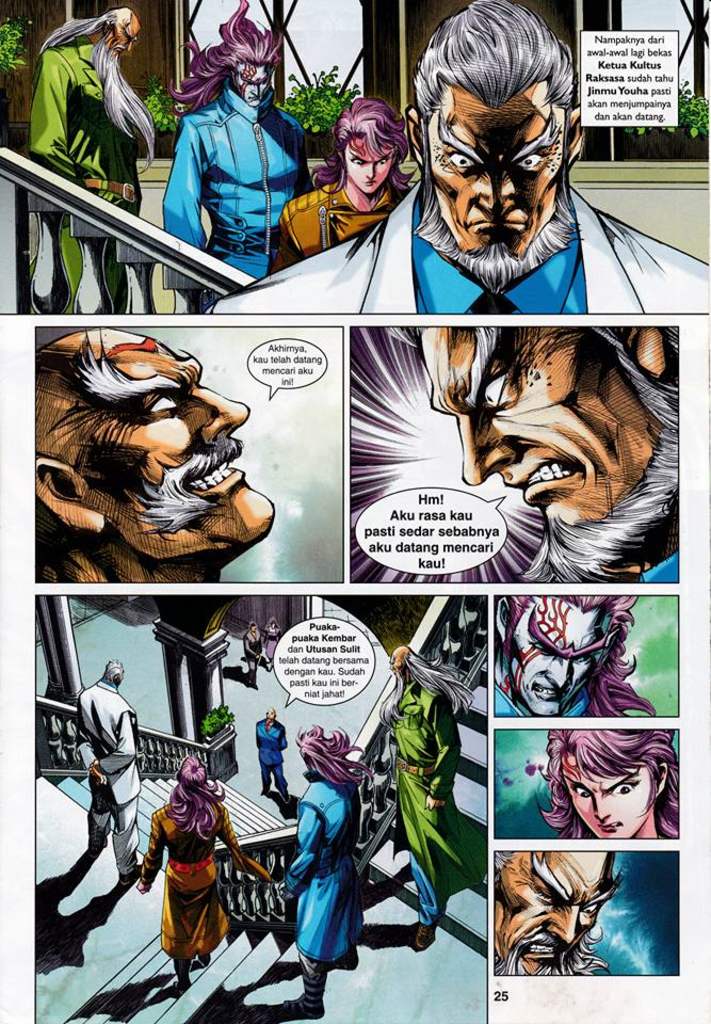 Nampaknya dari
awal-awal lagi bekas
Ketua Kultus
Raksasa sudah tahu
Jinmu Youha pasti
akan menjumpainya
dan akan datang.
Akhirnya,
kau telah datang
mencari aku
ini!
Hm!
Aku rasa kau
pasti sedar sebabnya
aku datang mencari
kau!
Puaka-
puaka Kembar
dan Utusan Sulit
telah datang bersama
dengan kau. Sudah
pasti kau ini ber-
niat jahat!
25